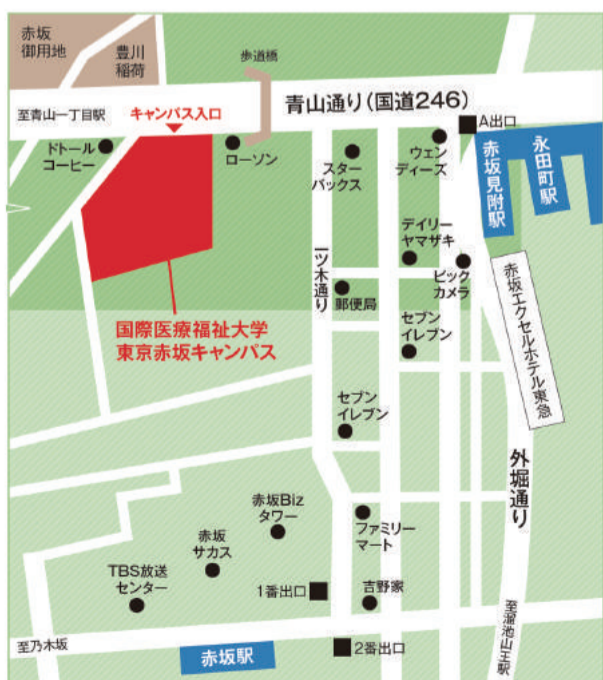 赤坂
御用地
豊川
稲荷
歩道橋
青山通り（国道246）
至青山一丁目駅
キャンパス入口
A出口
ドトール
コーヒー
ローソン
スター
バックス
ウェン
ディーズ
赤坂見附駅
永田町駅
デイリー
ヤマザキ
一ツ木通り
ビック
カメラ
郵便局
赤坂エクセルホテル東急
国際医療福祉大学
東京赤坂キャンパス
セブン
イレブン
セブン
イレブン
外堀通り
赤坂Biz
タワー
ファミリー
マート
赤坂
サカス
TBS放送
センター
1番出口
吉野家
至溜池山王駅
至乃木坂
赤坂駅
2番出口